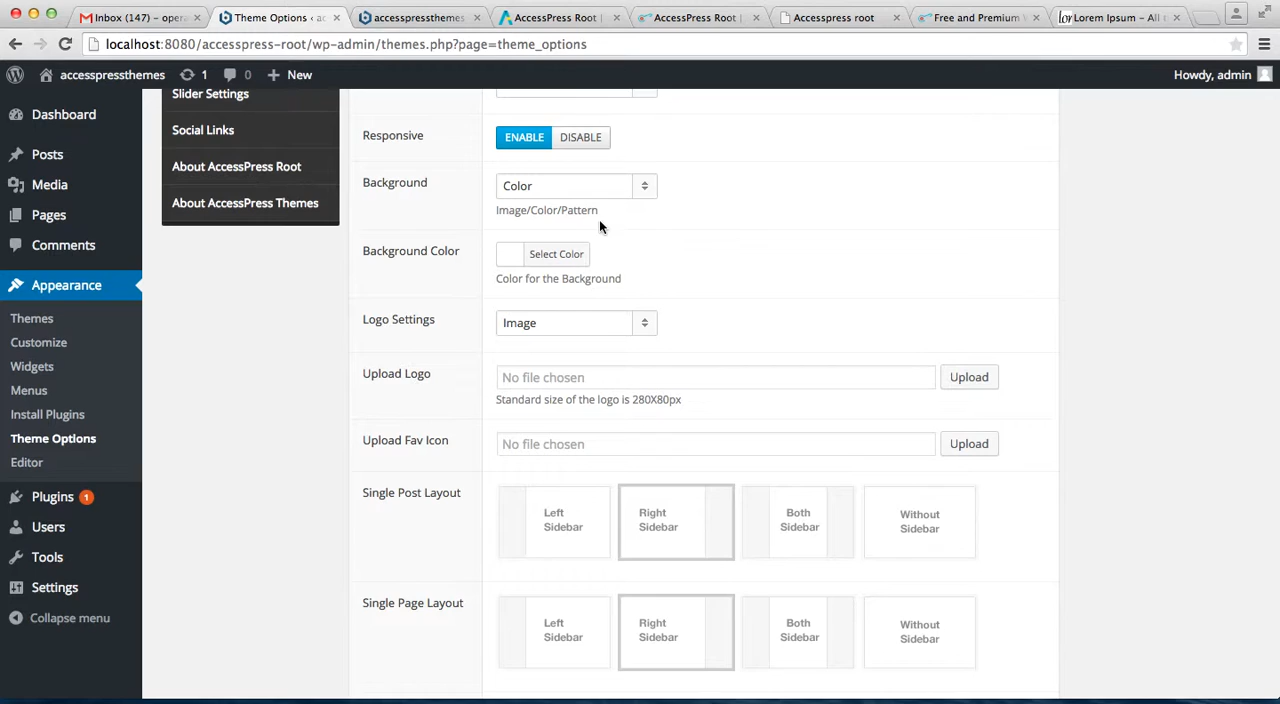 Inbox (147) – oper
Theme Options ‹ a
accesspressthemes
AccessPress Root |
AccessPress Root |
Accesspress root
Free and Premium
Lorem Ipsum – All
localhost:8080/accesspress-root/wp-admin/themes.php?page=theme_options
accesspressthemes 1 0 + New Howdy, admin
Dashboard
Posts
Media
Pages
Comments
Appearance
Themes
Customize
Widgets
Menus
Install Plugins
Theme Options
Editor
Plugins 1
Users
Tools
Settings
Collapse menu
Slider Settings
Social Links
About AccessPress Root
About AccessPress Themes
Responsive ENABLE DISABLE
Background Color
Image/Color/Pattern
Background Color Select Color
Color for the Background
Logo Settings Image
Upload Logo No file chosen Upload
Standard size of the logo is 280X80px
Upload Fav Icon No file chosen Upload
Single Post Layout
Left
Sidebar
Right
Sidebar
Both
Sidebar
Without
Sidebar
Single Page Layout
Left
Sidebar
Right
Sidebar
Both
Sidebar
Without
Sidebar